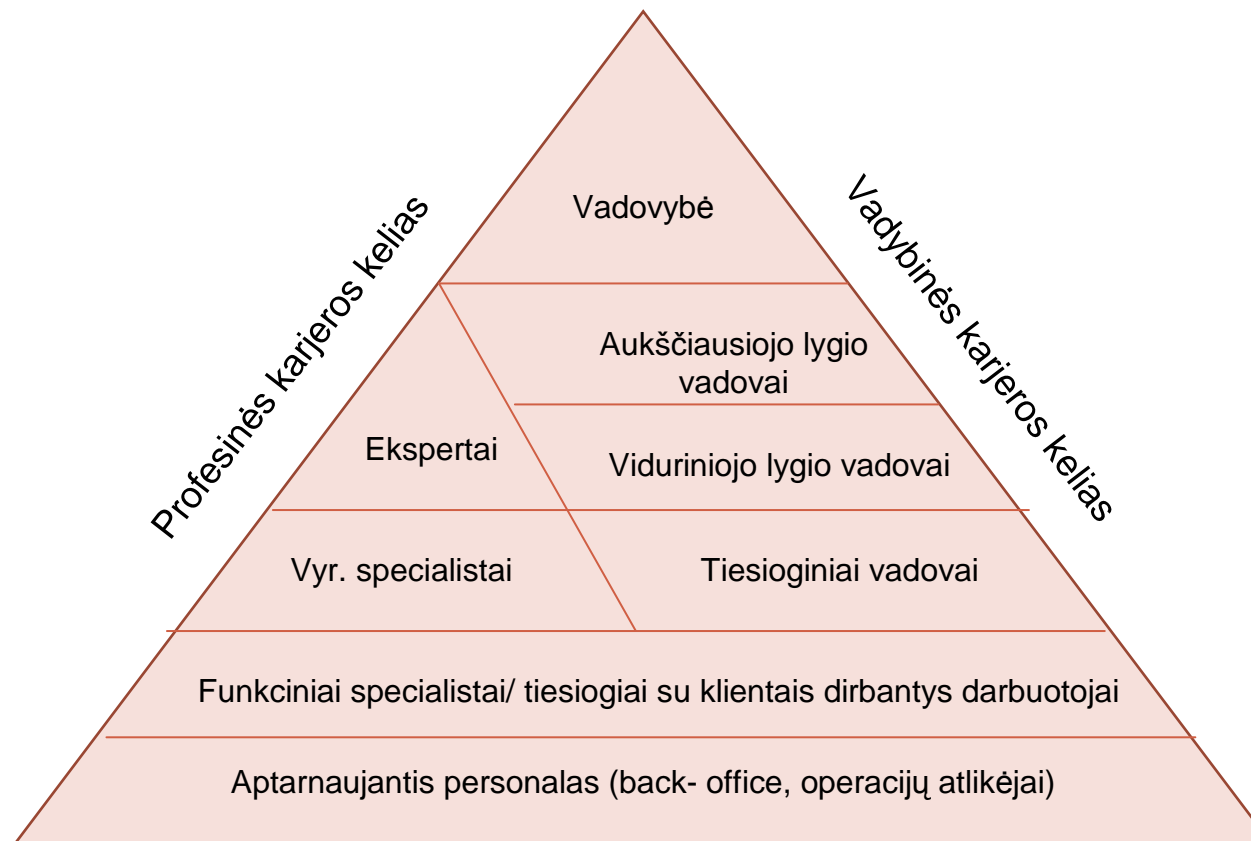 Vadovybė
Profesinės karjeros kelias
Vadybinės karjeros kelias
Aukščiausiojo lygio
vadovai
Ekspertai
Viduriniojo lygio vadovai
Vyr. specialistai
Tiesioginiai vadovai
Funkciniai specialistai/ tiesiogiai su klientais dirbantys darbuotojai
Aptarnaujantis personalas (back- office, operacijų atlikėjai)